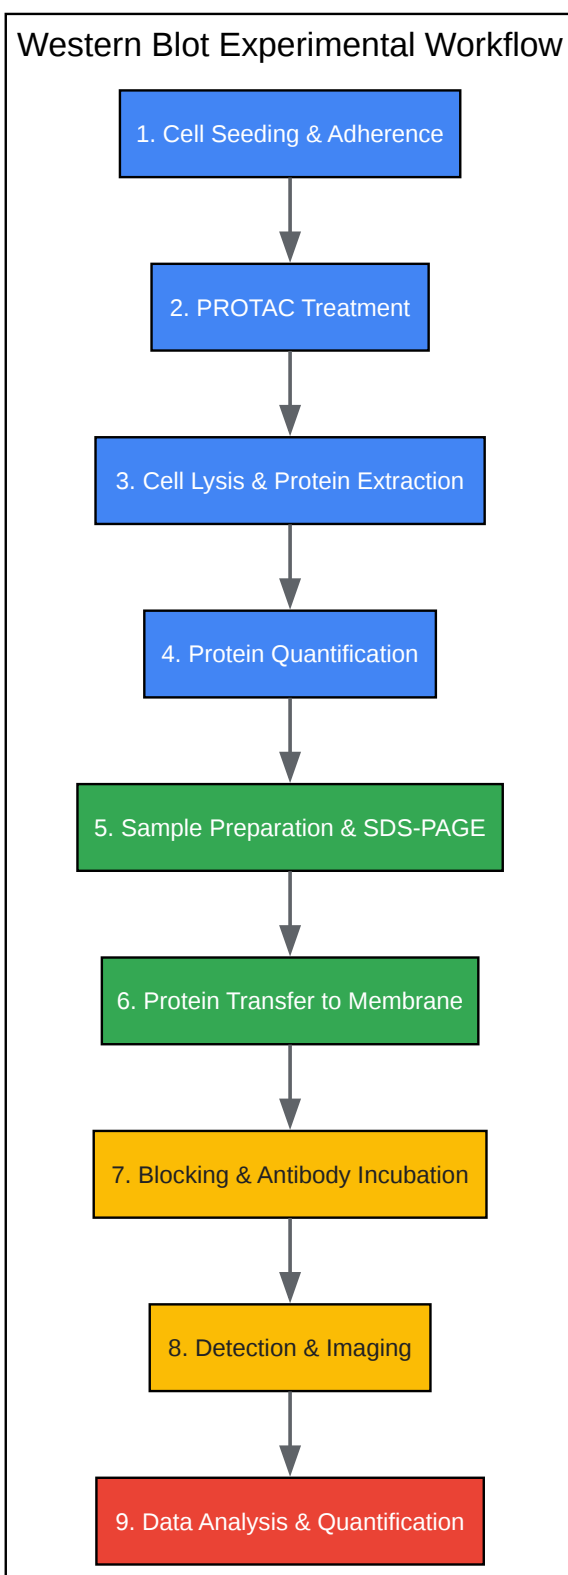 Western Blot Experimental Workflow
1. Cell Seeding & Adherence
2. PROTAC Treatment
3. Cell Lysis & Protein Extraction
4. Protein Quantification
5. Sample Preparation & SDS-PAGE
6. Protein Transfer to Membrane
7. Blocking & Antibody Incubation
8. Detection & Imaging
9. Data Analysis & Quantification